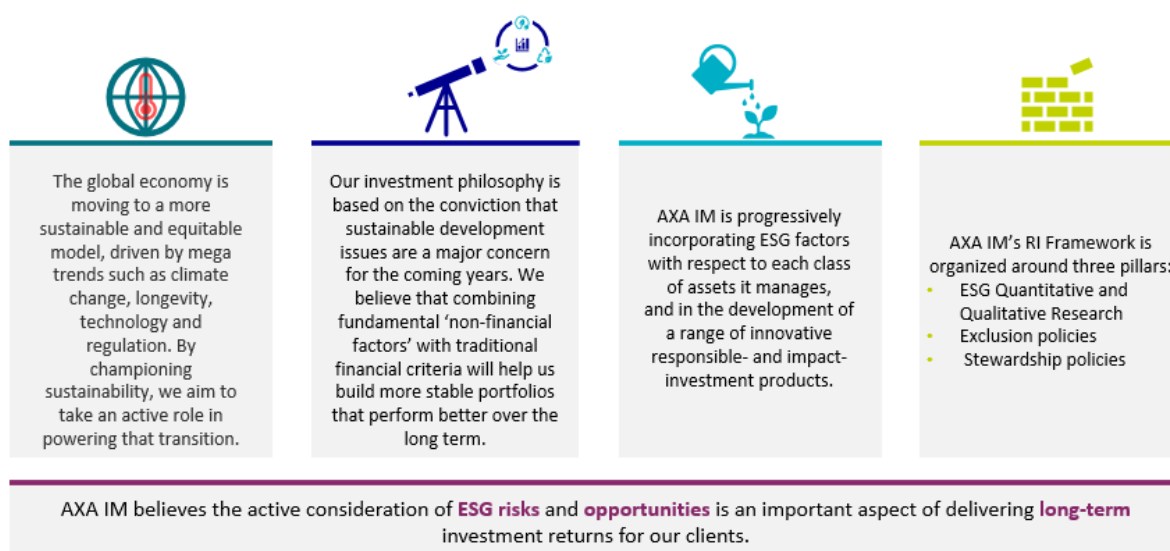 The global economy is
moving to a more
sustainable and equitable
model, driven by mega
trends such as climate
change, longevity,
technology and
regulation. By
championing
sustainability, we aim to
take an active role in
powering that transition.
Our investment philosophy is
based on the conviction that
sustainable development
issues are a major concern
for the coming years. We
believe that combining
fundamental ‘non-financial
factors’ with traditional
financial criteria will help us
build more stable portfolios
that perform better over the
long term.
AXA IM is progressively
incorporating ESG factors
with respect to each class
of assets it manages,
and in the development of
a range of innovative
responsible- and impact-
investment products.
AXA IM’s RI Framework is
organized around three pillars:
• ESG Quantitative and
Qualitative Research
• Exclusion policies
• Stewardship policies
AXA IM believes the active consideration of ESG risks and opportunities is an important aspect of delivering long-term
investment returns for our clients.